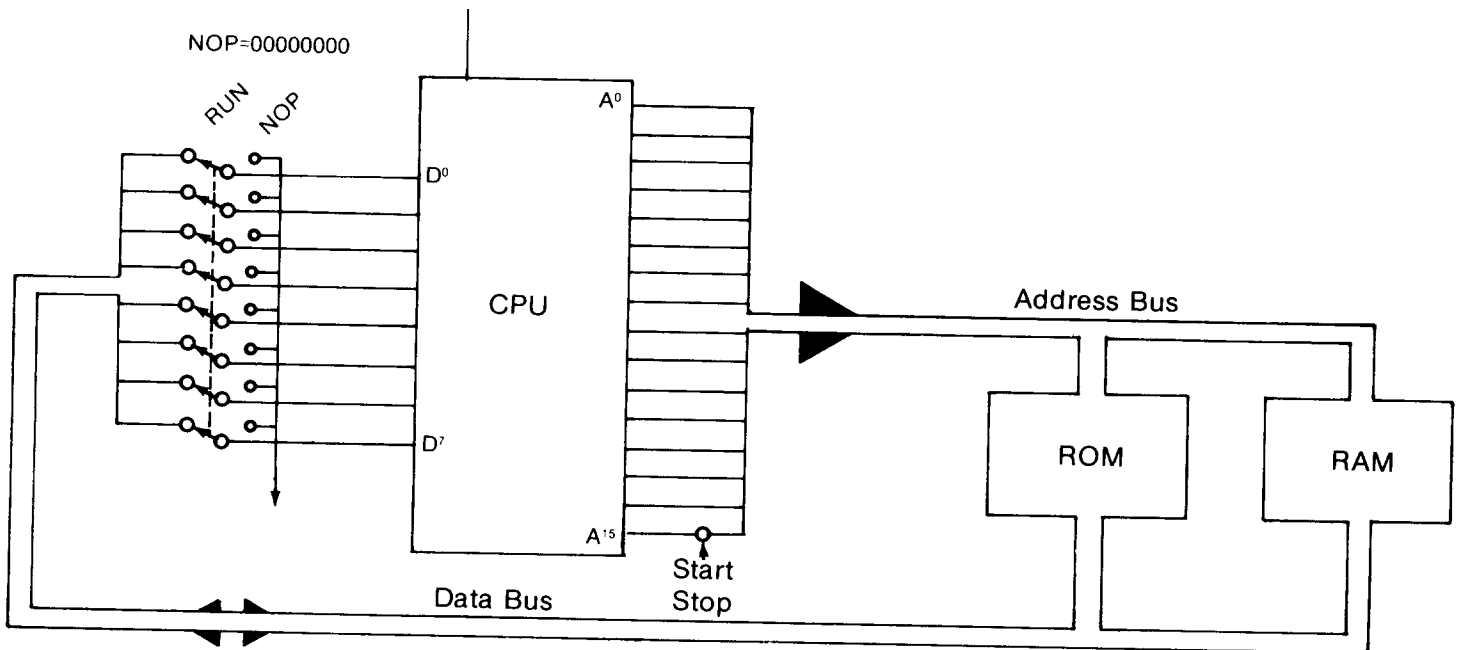 NOP=00000000
RUN
NOP
A⁰
D⁰
CPU
Address Bus
D⁷
ROM
RAM
A¹⁵
Start
Stop
Data Bus